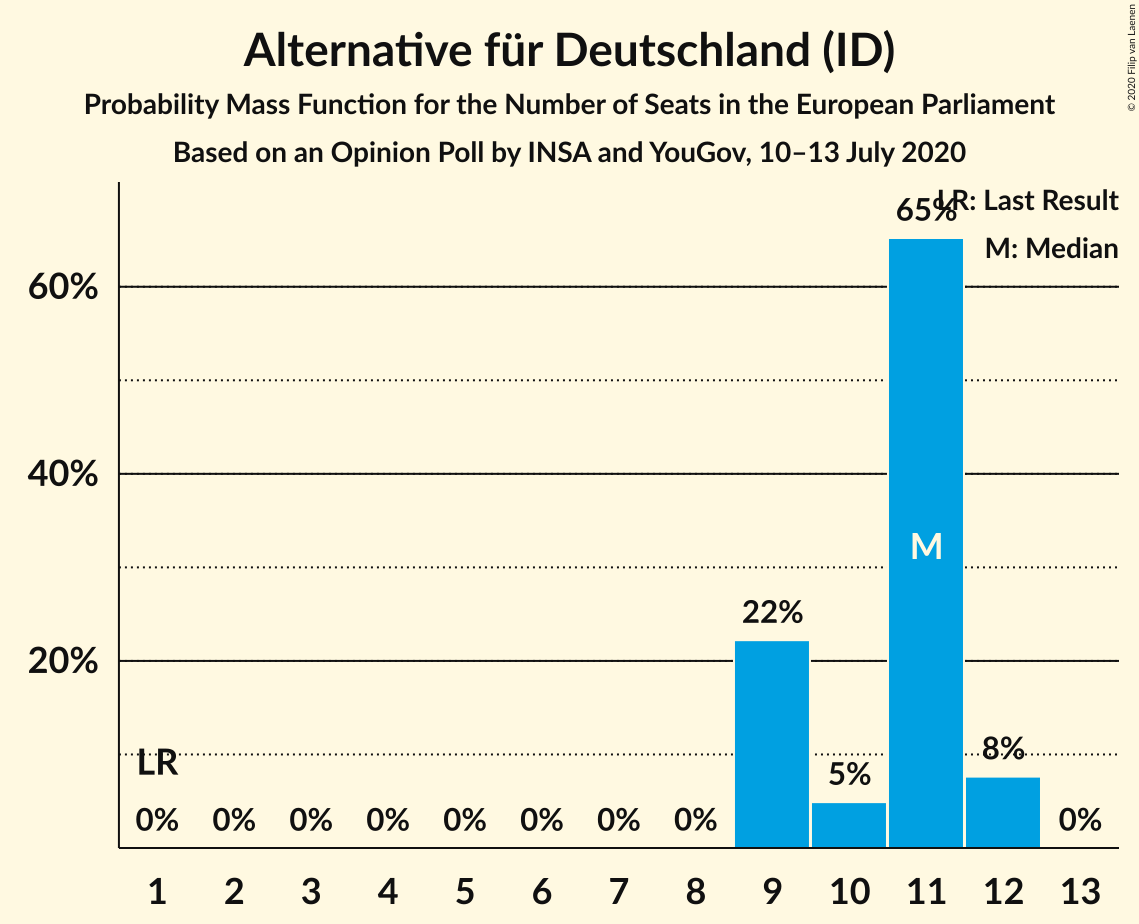 Alternative für Deutschland (ID)
Probability Mass Function for the Number of Seats in the European Parliament
Based on an Opinion Poll by INSA and YouGov, 10–13 July 2020
© 2020 Filip van Laenen
LR: Last Result
M: Median
65%
60%
40%
M
22%
20%
LR
8%
5%
0% 0% 0% 0% 0% 0% 0% 0% 0%
1 2 3 4 5 6 7 8 9 10 11 12 13